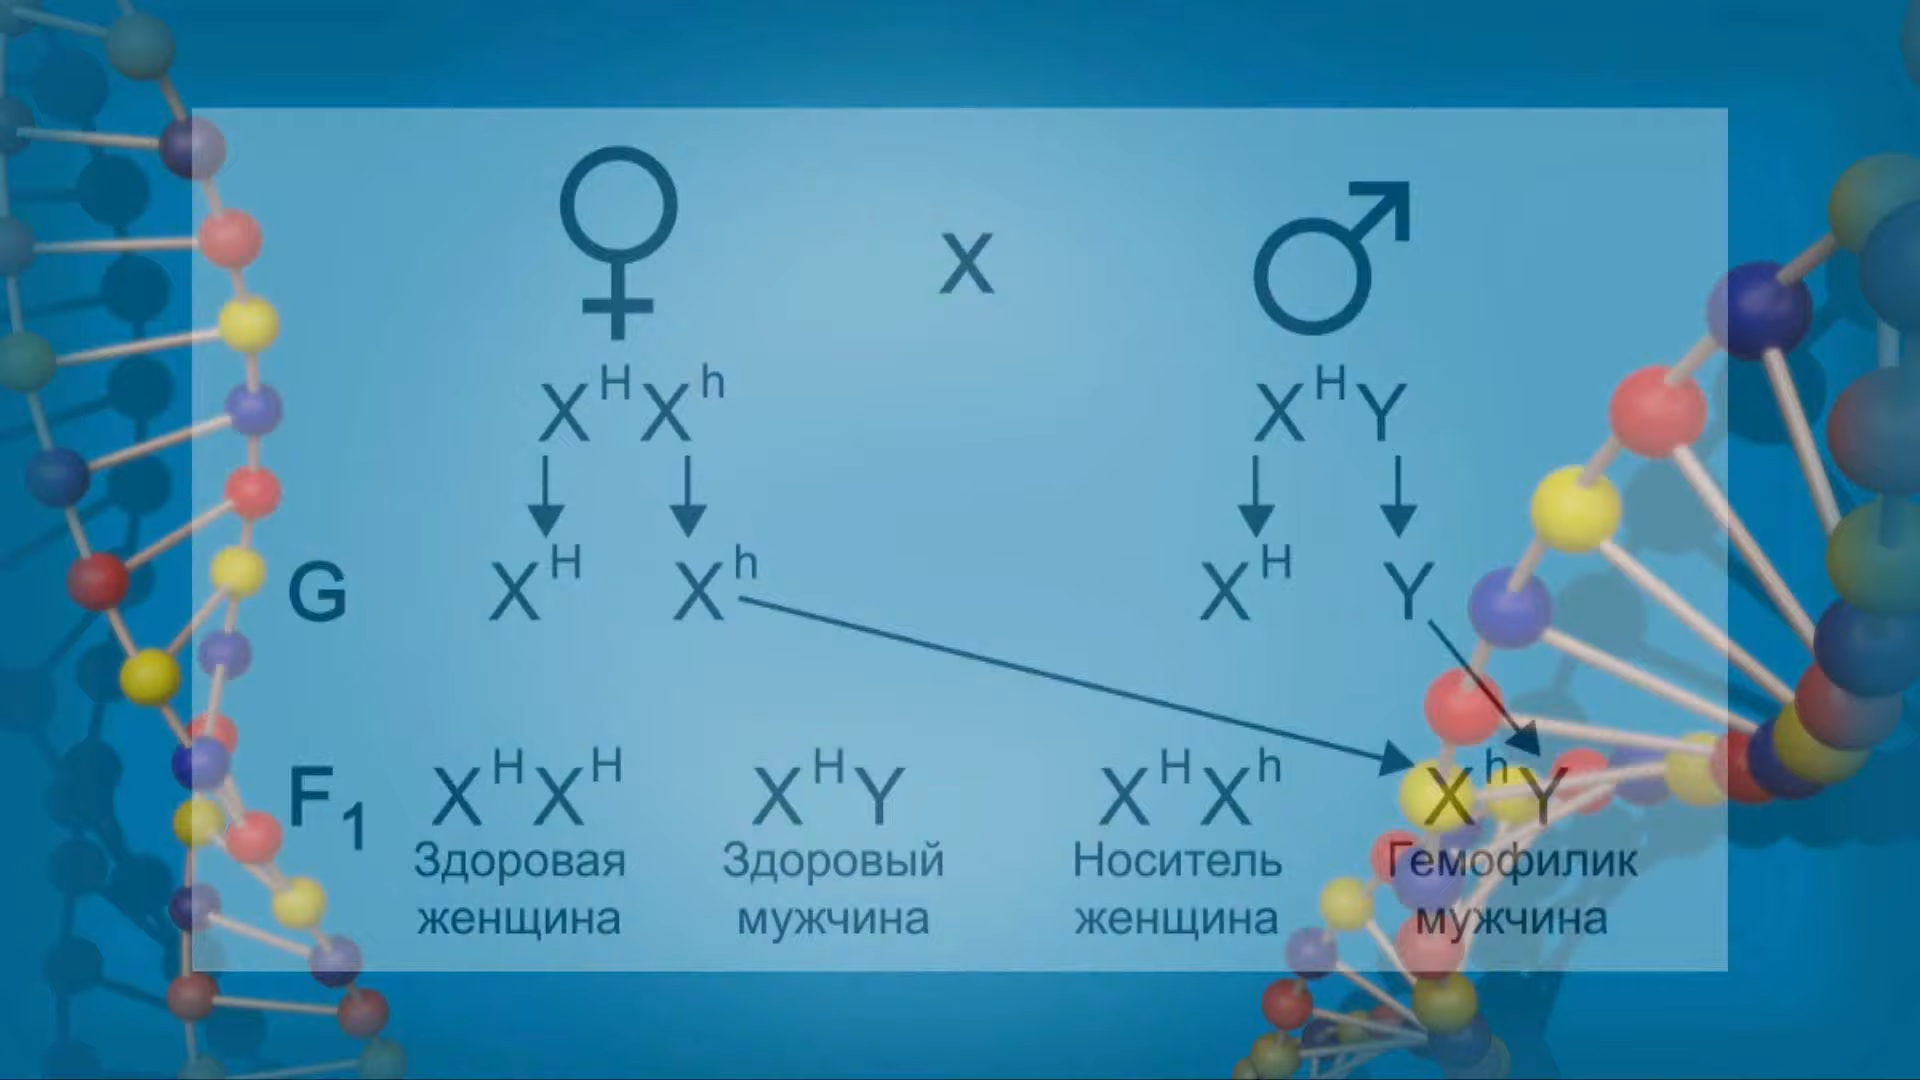 ♀ X ♂
XᴴXʰ XᴴY
G Xᴴ Xʰ Xᴴ Y
F₁ XᴴXᴴ XᴴY XᴴXʰ XʰY
Здоровая Здоровый Носитель Гемофилик
женщина мужчина женщина мужчина